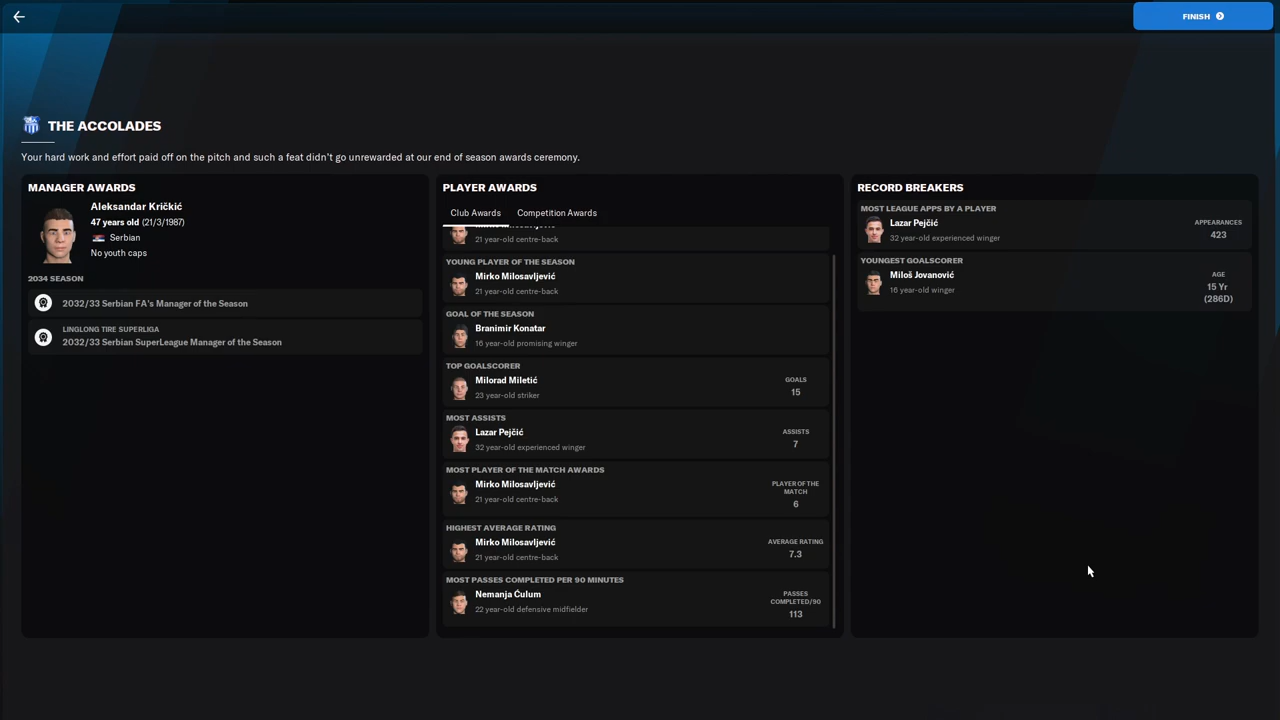 FINISH
THE ACCOLADES
Your hard work and effort paid off on the pitch and such a feat didn't go unrewarded at our end of season awards ceremony.
MANAGER AWARDS
Aleksandar Kričkić
47 years old (21/3/1987)
Serbian
No youth caps
2034 SEASON
2032/33 Serbian FA's Manager of the Season
LINGLONG TIRE SUPERLIGA
2032/33 Serbian SuperLeague Manager of the Season
PLAYER AWARDS
Club Awards Competition Awards
21 year-old centre-back
YOUNG PLAYER OF THE SEASON
Mirko Milosavljević
21 year-old centre-back
GOAL OF THE SEASON
Branimir Konatar
16 year-old promising winger
TOP GOALSCORER
Milorad Miletić
23 year-old striker
GOALS
15
MOST ASSISTS
Lazar Pejčić
32 year-old experienced winger
ASSISTS
7
MOST PLAYER OF THE MATCH AWARDS
Mirko Milosavljević
21 year-old centre-back
PLAYER OF THE
MATCH
6
HIGHEST AVERAGE RATING
Mirko Milosavljević
21 year-old centre-back
AVERAGE RATING
7.3
MOST PASSES COMPLETED PER 90 MINUTES
Nemanja Ćulum
22 year-old defensive midfielder
PASSES
COMPLETED/90
113
RECORD BREAKERS
MOST LEAGUE APPS BY A PLAYER
Lazar Pejčić
32 year-old experienced winger
APPEARANCES
423
YOUNGEST GOALSCORER
Miloš Jovanović
16 year-old winger
AGE
15 Yr
(286D)